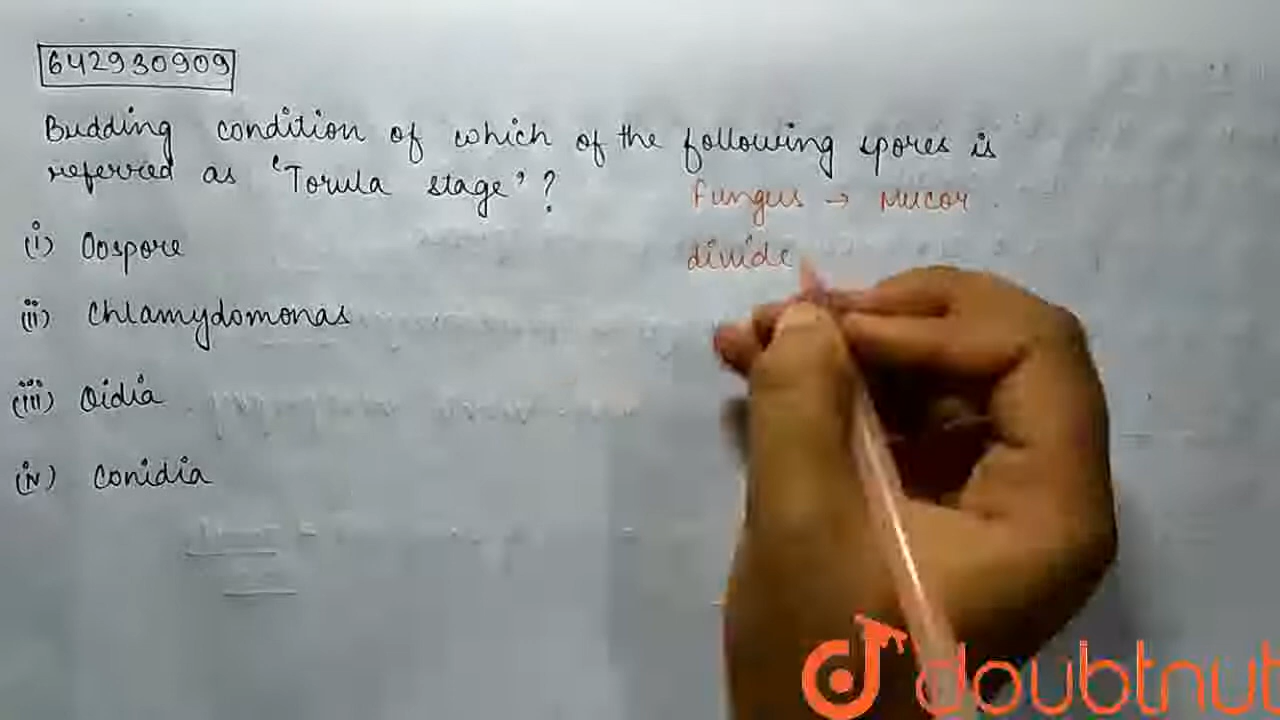 642930909
Budding condition of which of the following spores is
referred as 'Torula stage'?
fungus → Mucor
(i) Oospore
divide
(ii) Chlamydomonas
(iii) Oidia
(iv) Conidia
doubtnut